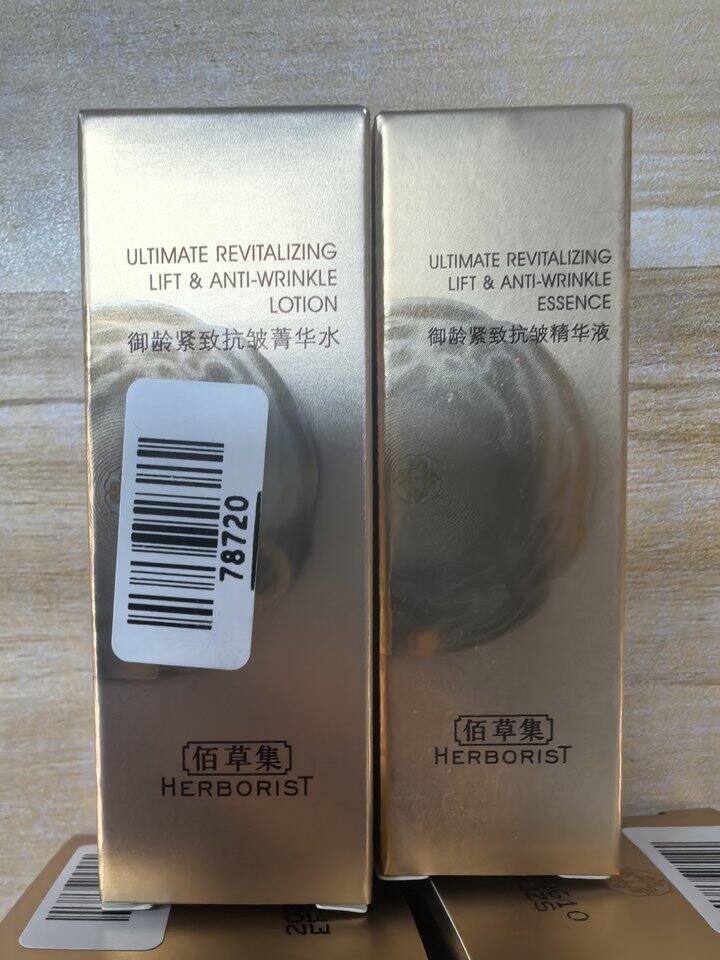 ULTIMATE REVITALIZING
LIFT & ANTI-WRINKLE
LOTION
御龄紧致抗皱菁华水
78720
佰草集
HERBORIST
ULTIMATE REVITALIZING
LIFT & ANTI-WRINKLE
ESSENCE
御龄紧致抗皱精华液
佰草集
HERBORIST